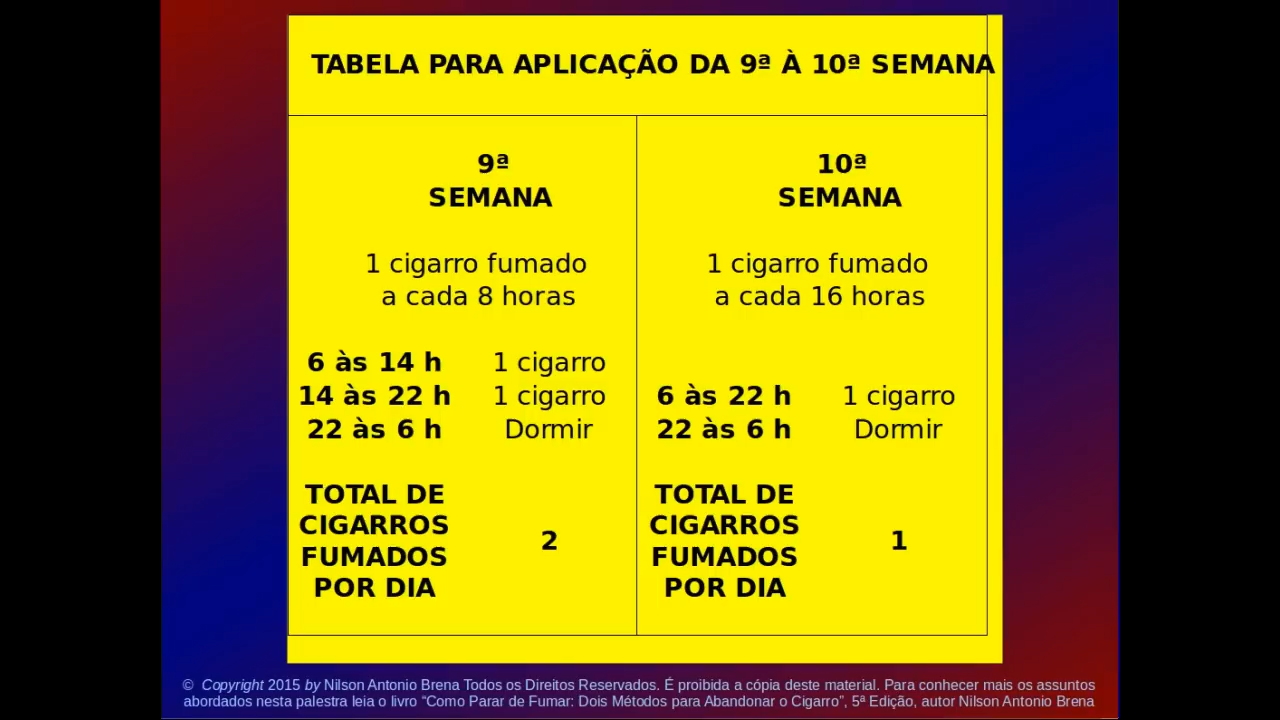 TABELA PARA APLICAÇÃO DA 9ª À 10ª SEMANA
9ª
SEMANA
1 cigarro fumado
a cada 8 horas
6 às 14 h 1 cigarro
14 às 22 h 1 cigarro
22 às 6 h Dormir
TOTAL DE
CIGARROS
FUMADOS
POR DIA
2
10ª
SEMANA
1 cigarro fumado
a cada 16 horas
6 às 22 h 1 cigarro
22 às 6 h Dormir
TOTAL DE
CIGARROS
FUMADOS
POR DIA
1
© Copyright 2015 by Nilson Antonio Brena Todos os Direitos Reservados. É proibida a cópia deste material. Para conhecer mais os assuntos
abordados nesta palestra leia o livro “Como Parar de Fumar: Dois Métodos para Abandonar o Cigarro”, 5ª Edição, autor Nilson Antonio Brena